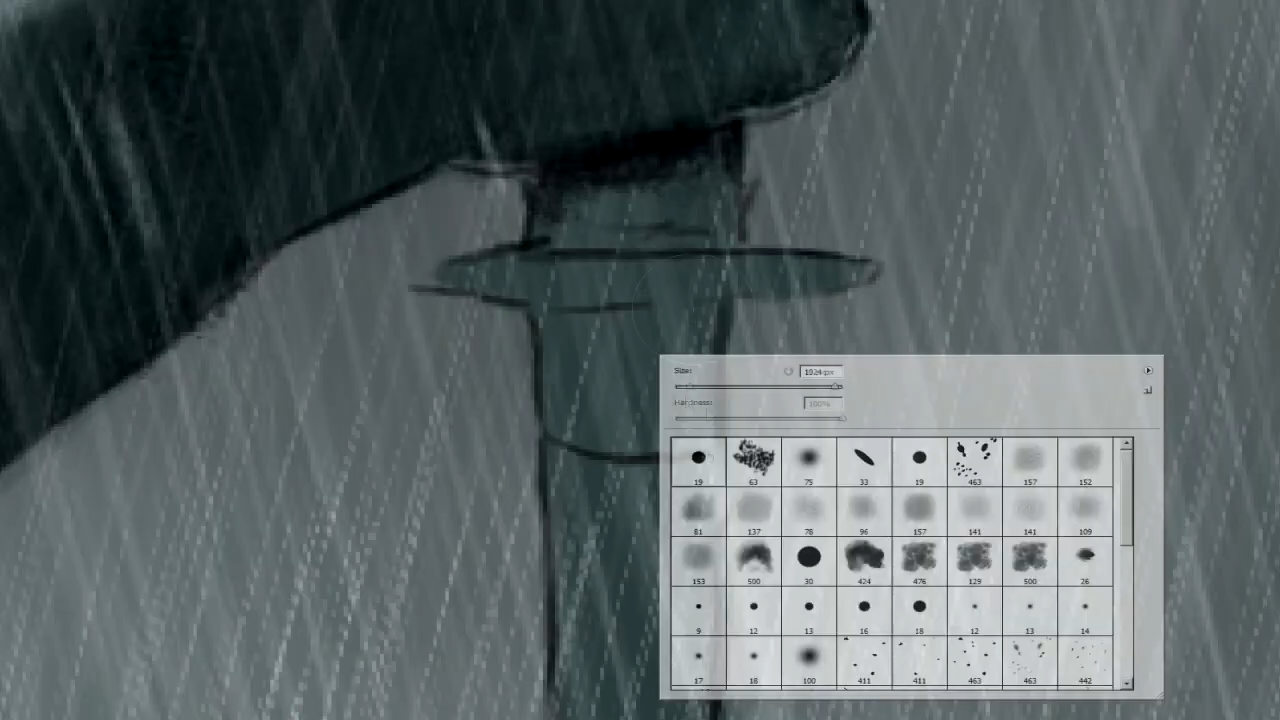 Size:
1024 px
Hardness:
100%
19 63 75 33 19 463 157 152
81 137 78 96 157 141 141 109
153 500 30 424 476 129 500 26
9 12 13 16 18 12 13 14
17 18 100 411 411 463 463 442